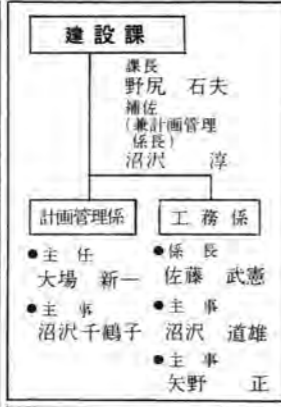 建設課
課長
野尻 石夫
補佐
(兼計画管理
係長)
沼沢 淳
計画管理係
●主任
大場 新一
●主事
沼沢千鶴子
工務係
●係長
佐藤 武憲
●主事
沼沢 道雄
●主事
矢野 正